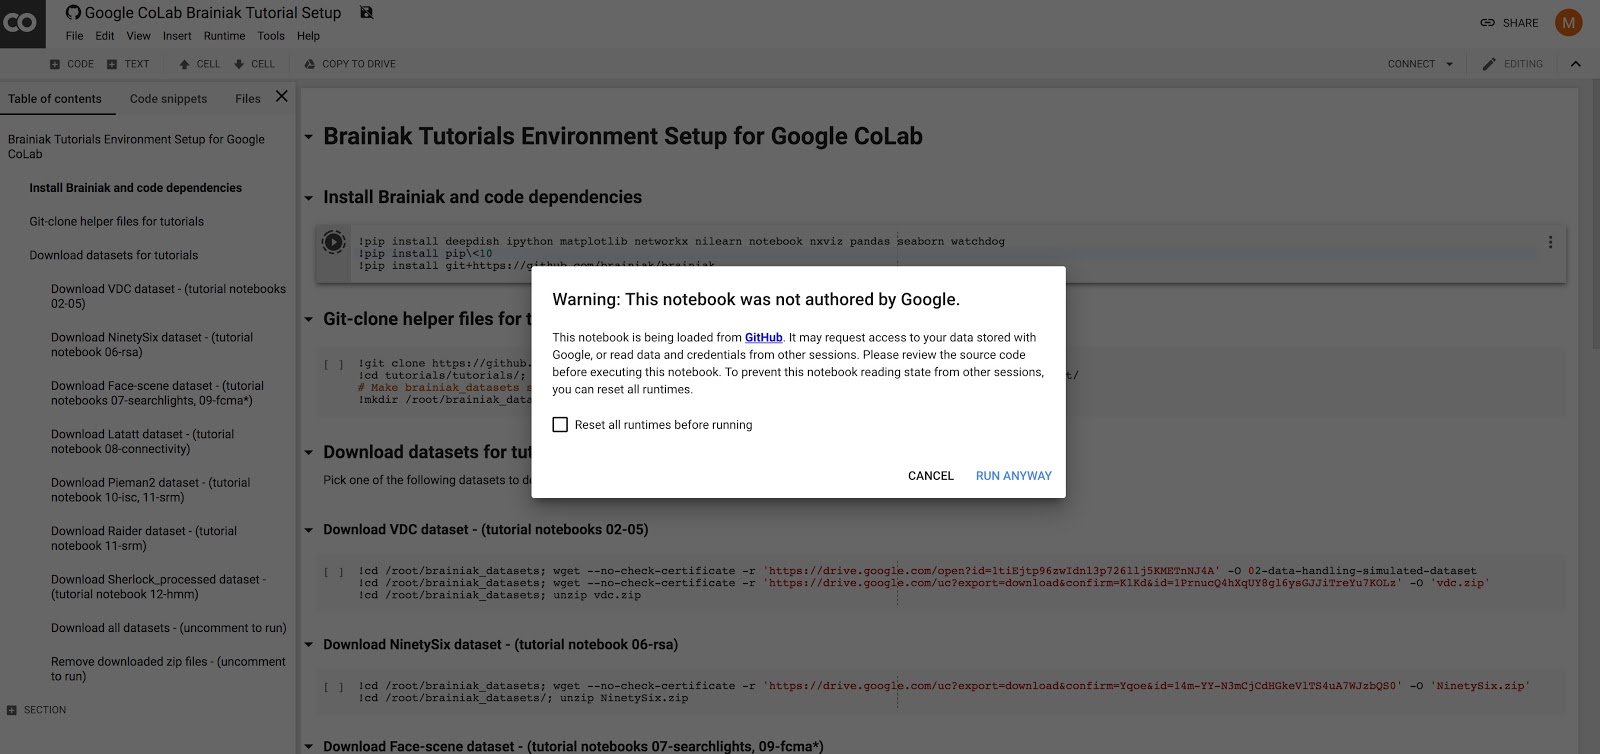 CO
Google CoLab Brainiak Tutorial Setup
File Edit View Insert Runtime Tools Help
SHARE
M
CODE TEXT CELL CELL COPY TO DRIVE
CONNECT EDITING
Table of contents Code snippets Files
Brainiak Tutorials Environment Setup for Google
CoLab
Install Brainiak and code dependencies
Git-clone helper files for tutorials
Download datasets for tutorials
Download VDC dataset - (tutorial notebooks
02-05)
Download NinetySix dataset - (tutorial
notebook 06-rsa)
Download Face-scene dataset - (tutorial
notebooks 07-searchlights, 09-fcma*)
Download Latatt dataset - (tutorial
notebook 08-connectivity)
Download Pieman2 dataset - (tutorial
notebook 10-isc, 11-srm)
Download Raider dataset - (tutorial
notebook 11-srm)
Download Sherlock_processed dataset -
(tutorial notebook 12-hmm)
Download all datasets - (uncomment to run)
Remove downloaded zip files - (uncomment
to run)
SECTION
Brainiak Tutorials Environment Setup for Google CoLab
Install Brainiak and code dependencies
!pip install deepdish ipython matplotlib networkx nilearn notebook nxviz pandas seaborn watchdog
!pip install pip\<10
!pip install git+https://github.com/brainiak/brainiak
Git-clone helper files for t
[ ] !git clone https://github.
!cd tutorials/tutorials/; t/
# Make brainiak_datasets s
!mkdir /root/brainiak_data
Download datasets for tut
Pick one of the following datasets to do
Warning: This notebook was not authored by Google.
This notebook is being loaded from GitHub. It may request access to your data stored with
Google, or read data and credentials from other sessions. Please review the source code
before executing this notebook. To prevent this notebook reading state from other sessions,
you can reset all runtimes.
Reset all runtimes before running
CANCEL RUN ANYWAY
Download VDC dataset - (tutorial notebooks 02-05)
[ ] !cd /root/brainiak_datasets; wget --no-check-certificate -r 'https://drive.google.com/open?id=1tiEjtp96zwIdnl3p726llj5KMETnNJ4A' -O 02-data-handling-simulated-dataset
!cd /root/brainiak_datasets; wget --no-check-certificate -r 'https://drive.google.com/uc?export=download&confirm=KlKd&id=1PrnucQ4hXqUY8gl6ysGJJiTreYu7KOLz' -O 'vdc.zip'
!cd /root/brainiak_datasets; unzip vdc.zip
Download NinetySix dataset - (tutorial notebook 06-rsa)
[ ] !cd /root/brainiak_datasets; wget --no-check-certificate -r 'https://drive.google.com/uc?export=download&confirm=Yqoe&id=14m-YY-N3mCjCdHGkeVlTS4uA7WJzbQS0' -O 'NinetySix.zip'
!cd /root/brainiak_datasets/; unzip NinetySix.zip
Download Face-scene dataset - (tutorial notebooks 07-searchlights, 09-fcma*)